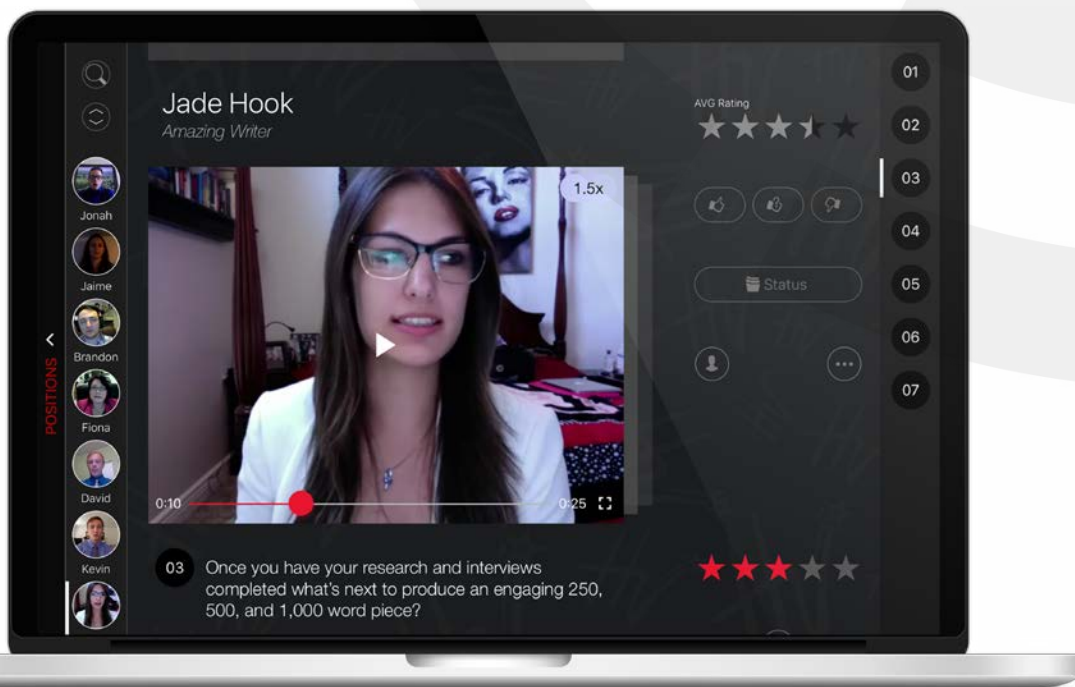 Jade Hook
Amazing Writer
AVG Rating
1.5x
Status
POSITIONS
Jonah
Jaime
Brandon
Fiona
David
Kevin
0:10
0:25
03
Once you have your research and interviews
completed what's next to produce an engaging 250,
500, and 1,000 word piece?
01
02
03
04
05
06
07